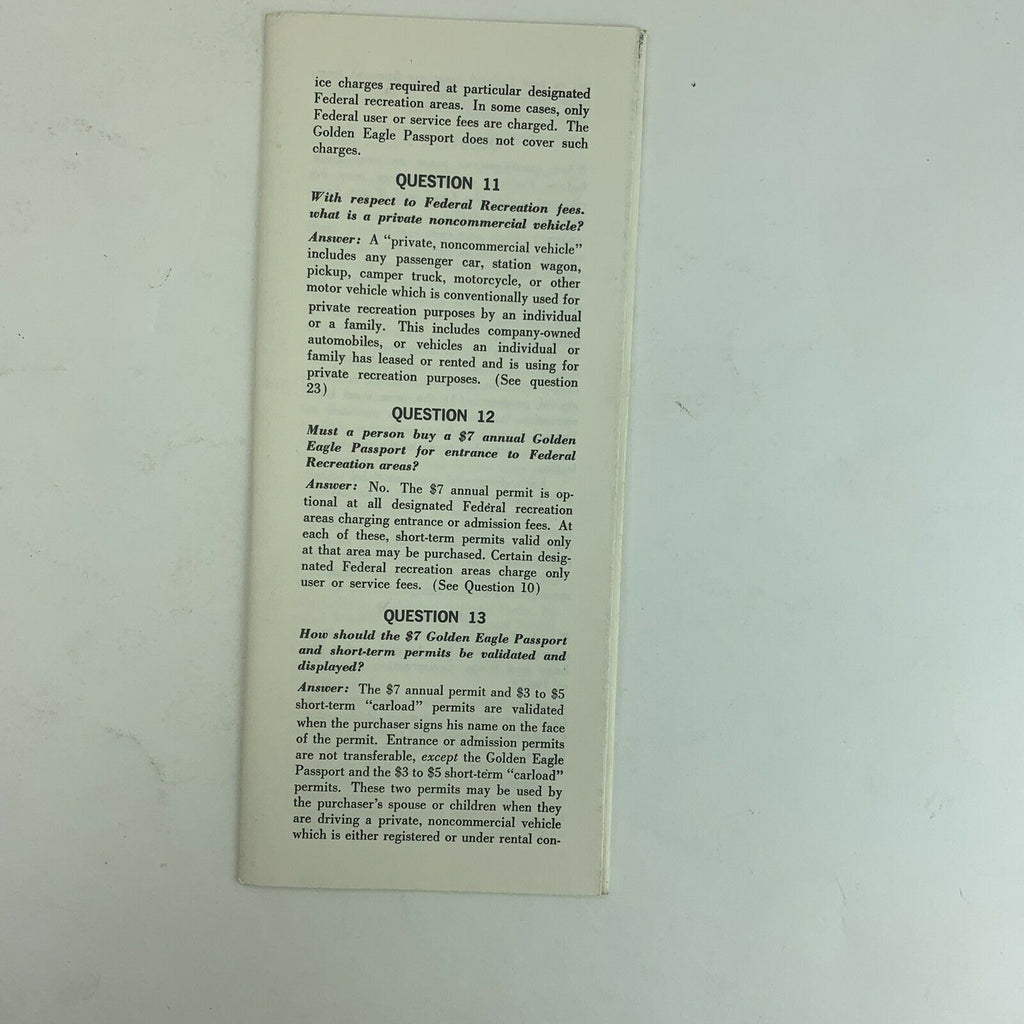 ice charges required at particular designated
Federal recreation areas. In some cases, only
Federal user or service fees are charged. The
Golden Eagle Passport does not cover such
charges.
QUESTION 11
With respect to Federal Recreation fees.
what is a private noncommercial vehicle?
Answer: A “private, noncommercial vehicle”
includes any passenger car, station wagon,
pickup, camper truck, motorcycle, or other
motor vehicle which is conventionally used for
private recreation purposes by an individual
or a family. This includes company-owned
automobiles, or vehicles an individual or
family has leased or rented and is using for
private recreation purposes. (See question
23)
QUESTION 12
Must a person buy a $7 annual Golden
Eagle Passport for entrance to Federal
Recreation areas?
Answer: No. The $7 annual permit is op-
tional at all designated Federal recreation
areas charging entrance or admission fees. At
each of these, short-term permits valid only
at that area may be purchased. Certain desig-
nated Federal recreation areas charge only
user or service fees. (See Question 10)
QUESTION 13
How should the $7 Golden Eagle Passport
and short-term permits be validated and
displayed?
Answer: The $7 annual permit and $3 to $5
short-term “carload” permits are validated
when the purchaser signs his name on the face
of the permit. Entrance or admission permits
are not transferable, except the Golden Eagle
Passport and the $3 to $5 short-term “carload”
permits. These two permits may be used by
the purchaser’s spouse or children when they
are driving a private, noncommercial vehicle
which is either registered or under rental con-